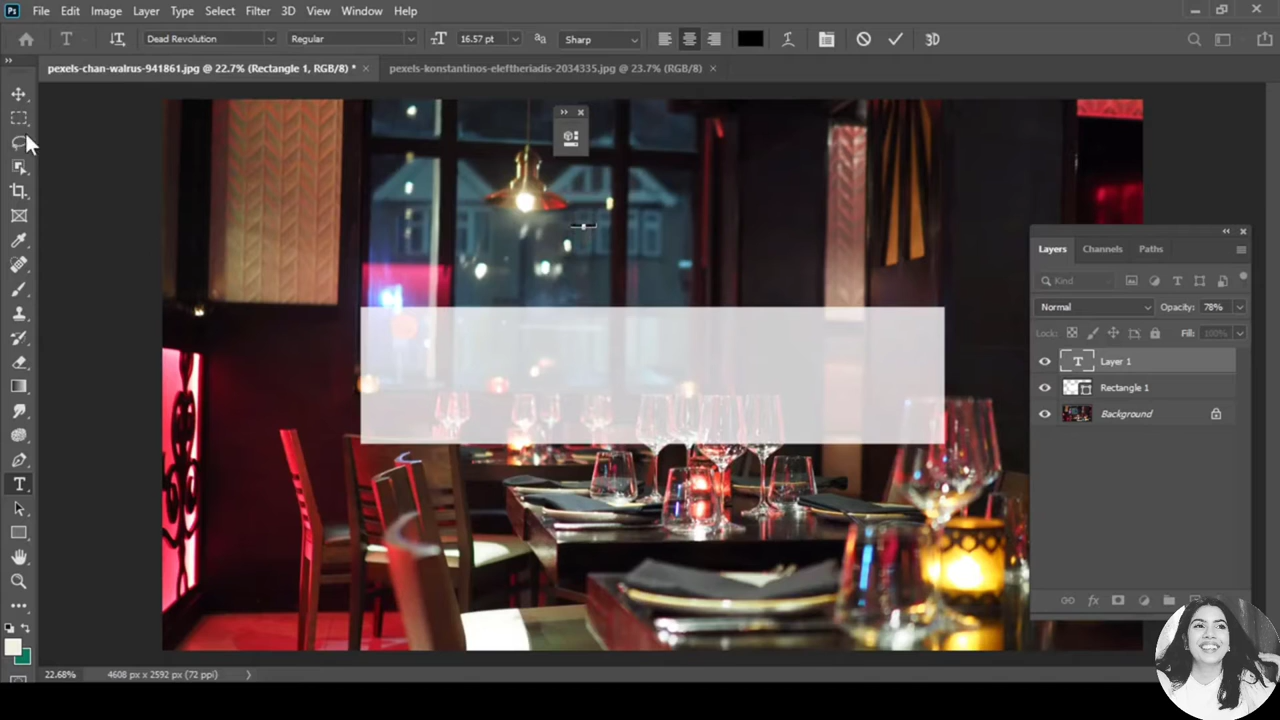 Ps File Edit Image Layer Type Select Filter 3D View Window Help
T T Dead Revolution Regular T 16.57 pt aa Sharp 3D
pexels-chan-walrus-941861.jpg @ 22.7% (Rectangle 1, RGB/8) * × pexels-konstantinos-eleftheriadis-2034335.jpg @ 23.7% (RGB/8) ×
Layers Channels Paths
Kind T
Normal Opacity: 78%
Lock: Fill: 100%
T Layer 1
Rectangle 1
Background
T
fx
22.68% 4608 px x 2592 px (72 ppi)